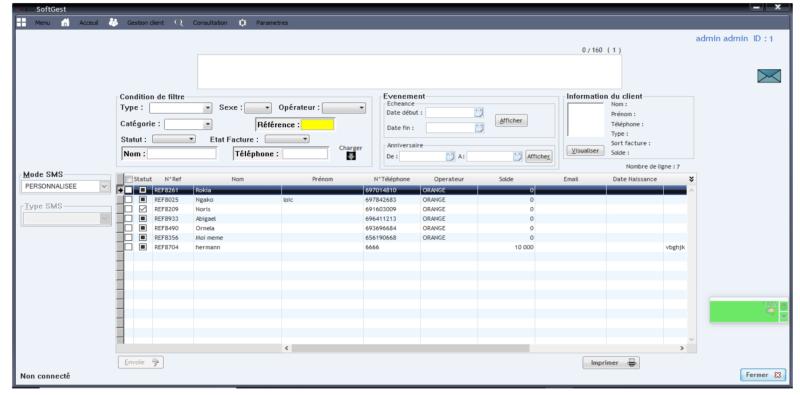 SoftGest
Menu Acceuil Gestion client Consultation Parametres
admin admin ID : 1
0 / 160 ( 1 )
Condition de filtre
Type : Sexe : Opérateur :
Catégorie : Référence :
Statut : Etat Facture :
Nom : Téléphone : Charger
Evenement
Echeance
Date début :
Date fin :
Afficher
Anniversaire
De : A : Afficher
Information du client
Nom :
Prénom :
Téléphone :
Type :
Sort facture :
Visualiser Solde :
Nombre de ligne : 7
Mode SMS
PERSONNALISEE
Type SMS
Statut N°Ref Nom Prénom N°Téléphone Operateur Solde Email Date Naissance
REF8261 Rokia 697014810 ORANGE 0
REF8025 Ngako loic 697842683 ORANGE 0
REF8209 Noris 691603009 ORANGE 0
REF8933 Abigael 696411213 ORANGE 0
REF8490 Ornela 693696684 ORANGE 0
REF8356 Moi meme 656190668 ORANGE 0
REF8704 hermann 6666 10 000 vbghjk
Envoie Imprimer
Non connecté Fermer